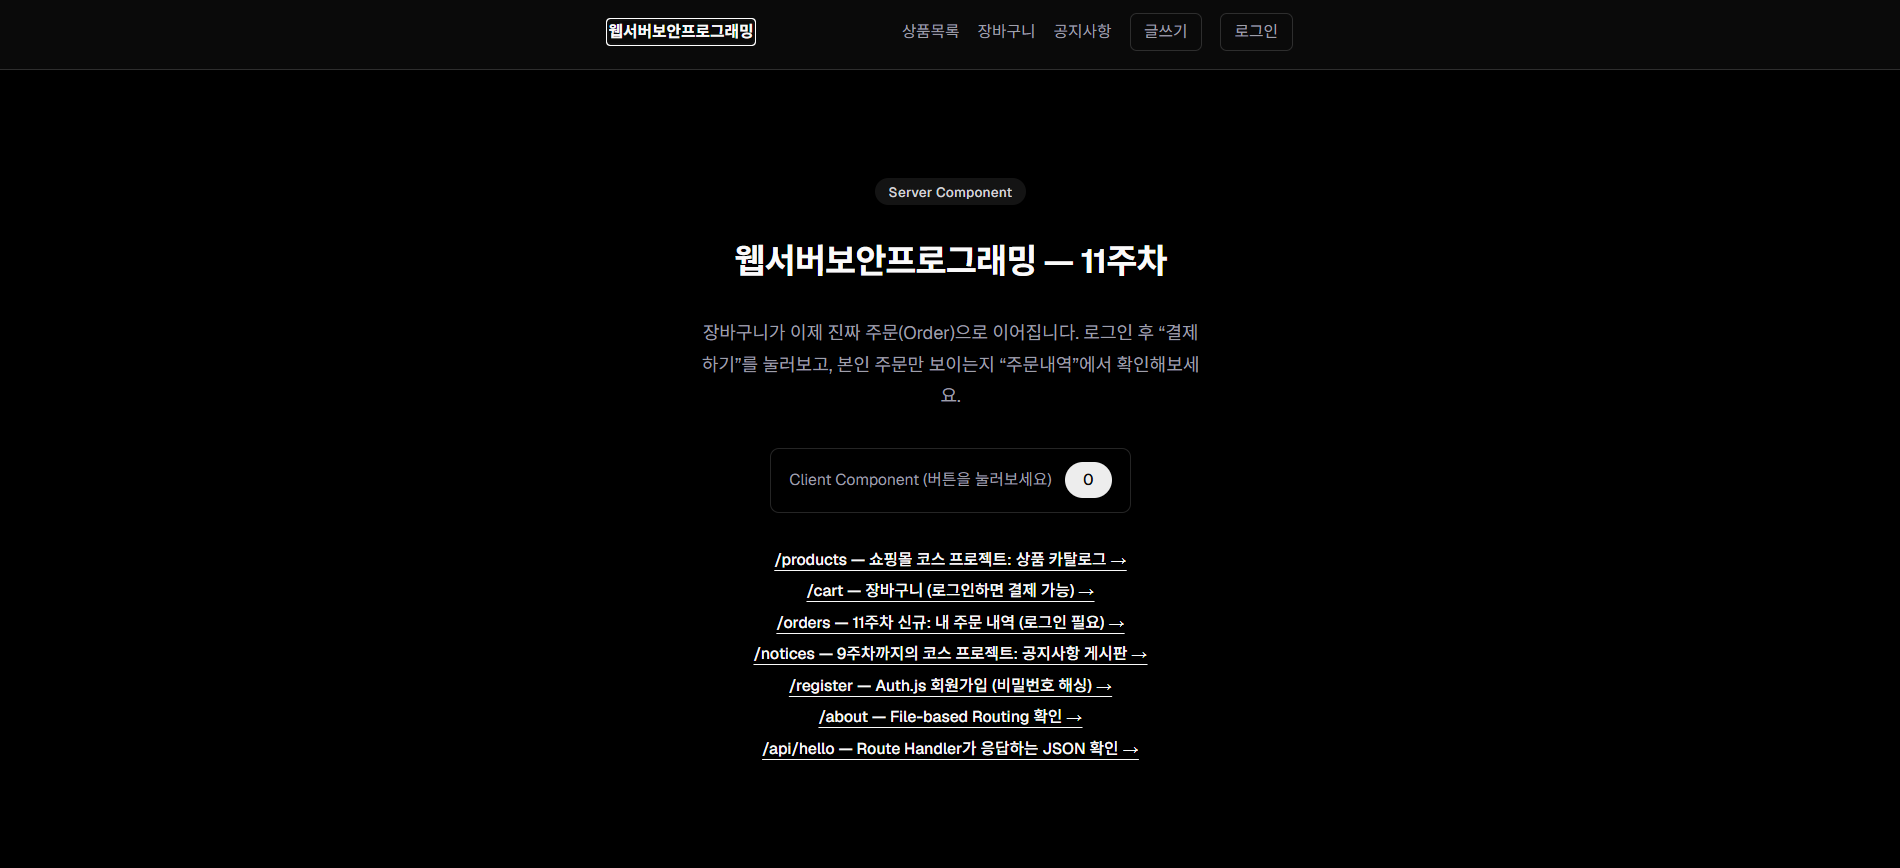 웹서버보안프로그래밍
상품목록 장바구니 공지사항 글쓰기 로그인
Server Component
웹서버보안프로그래밍 — 11주차
장바구니가 이제 진짜 주문(Order)으로 이어집니다. 로그인 후 “결제
하기”를 눌러보고, 본인 주문만 보이는지 “주문내역”에서 확인해보세
요.
Client Component (버튼을 눌러보세요) 0
/products — 쇼핑몰 코스 프로젝트: 상품 카탈로그 →
/cart — 장바구니 (로그인하면 결제 가능) →
/orders — 11주차 신규: 내 주문 내역 (로그인 필요) →
/notices — 9주차까지의 코스 프로젝트: 공지사항 게시판 →
/register — Auth.js 회원가입 (비밀번호 해싱) →
/about — File-based Routing 확인 →
/api/hello — Route Handler가 응답하는 JSON 확인 →